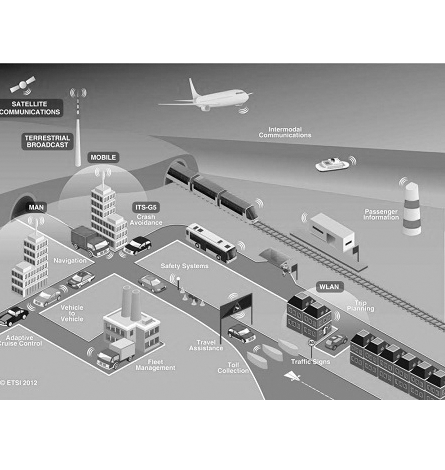 SATELLITE
COMMUNICATIONS
TERRESTRIAL
BROADCAST
MOBILE
Intermodal
Communications
MAN
ITS-G5
Crash
Avoidance
Passenger
Information
Navigation
Safety Systems
WLAN
Trip
Planning
Vehicle
to
Vehicle
Adaptive
Cruise Control
Fleet
Management
Travel
Assistance
Toll
Collection
Traffic Signs
© ETSI 2012